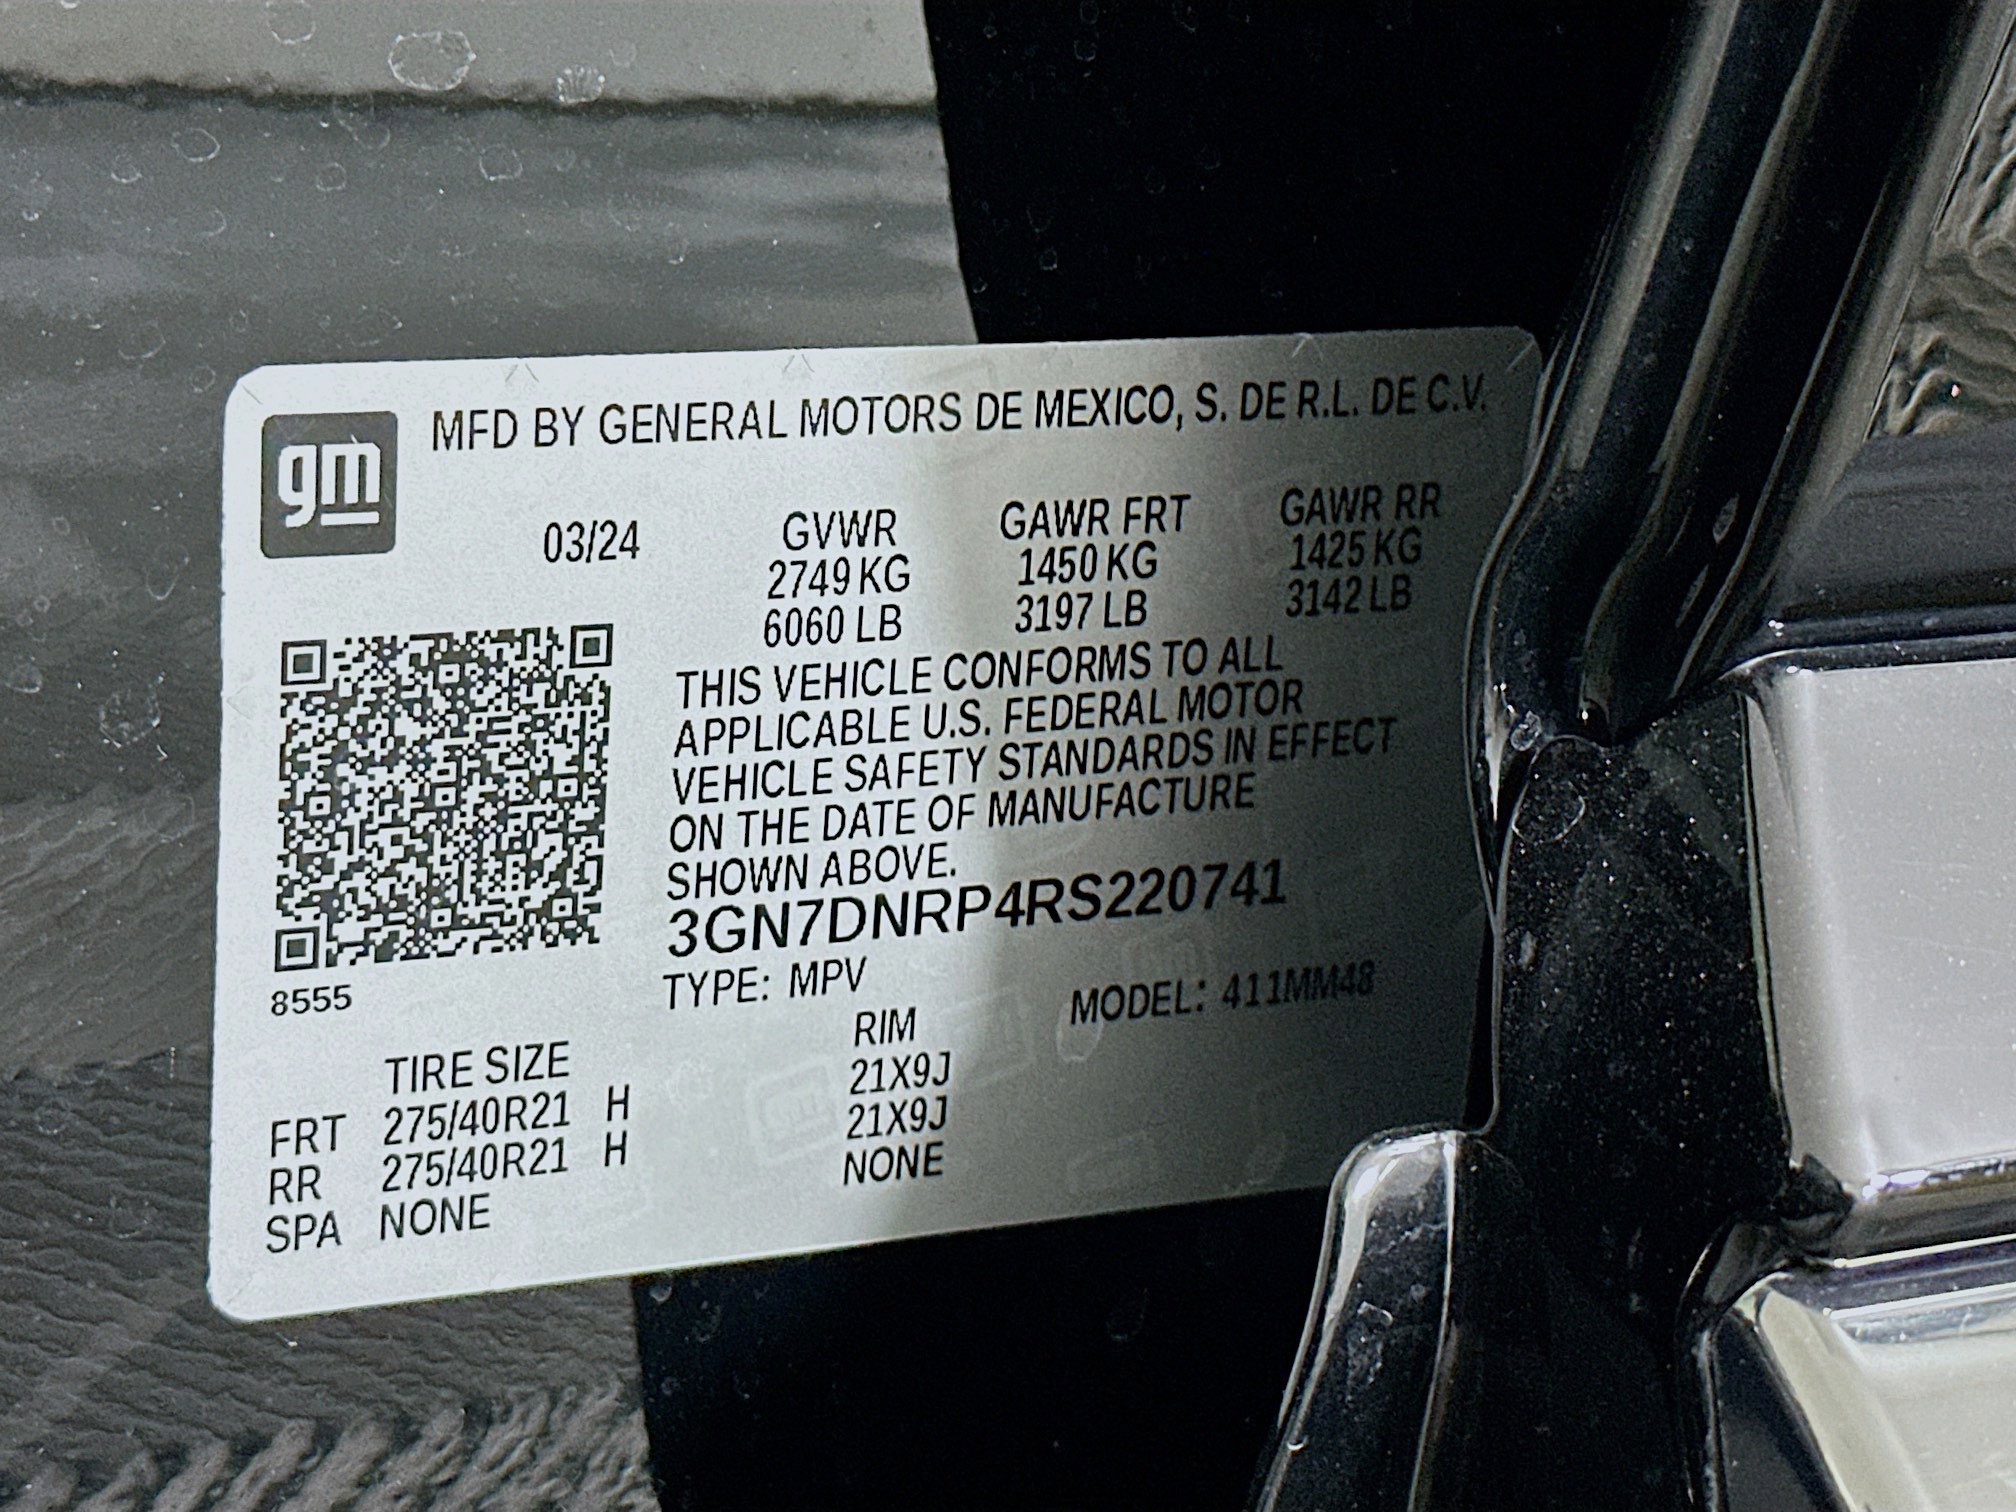 gm
MFD BY GENERAL MOTORS DE MEXICO, S. DE R.L. DE C.V.
03/24 GVWR GAWR FRT GAWR RR
2749 KG 1450 KG 1425 KG
6060 LB 3197 LB 3142 LB
THIS VEHICLE CONFORMS TO ALL
APPLICABLE U.S. FEDERAL MOTOR
VEHICLE SAFETY STANDARDS IN EFFECT
ON THE DATE OF MANUFACTURE
SHOWN ABOVE.
3GN7DNRP4RS220741
8555
TYPE: MPV MODEL: 411MM48
TIRE SIZE RIM
FRT 275/40R21 H 21X9J
RR 275/40R21 H 21X9J
SPA NONE NONE